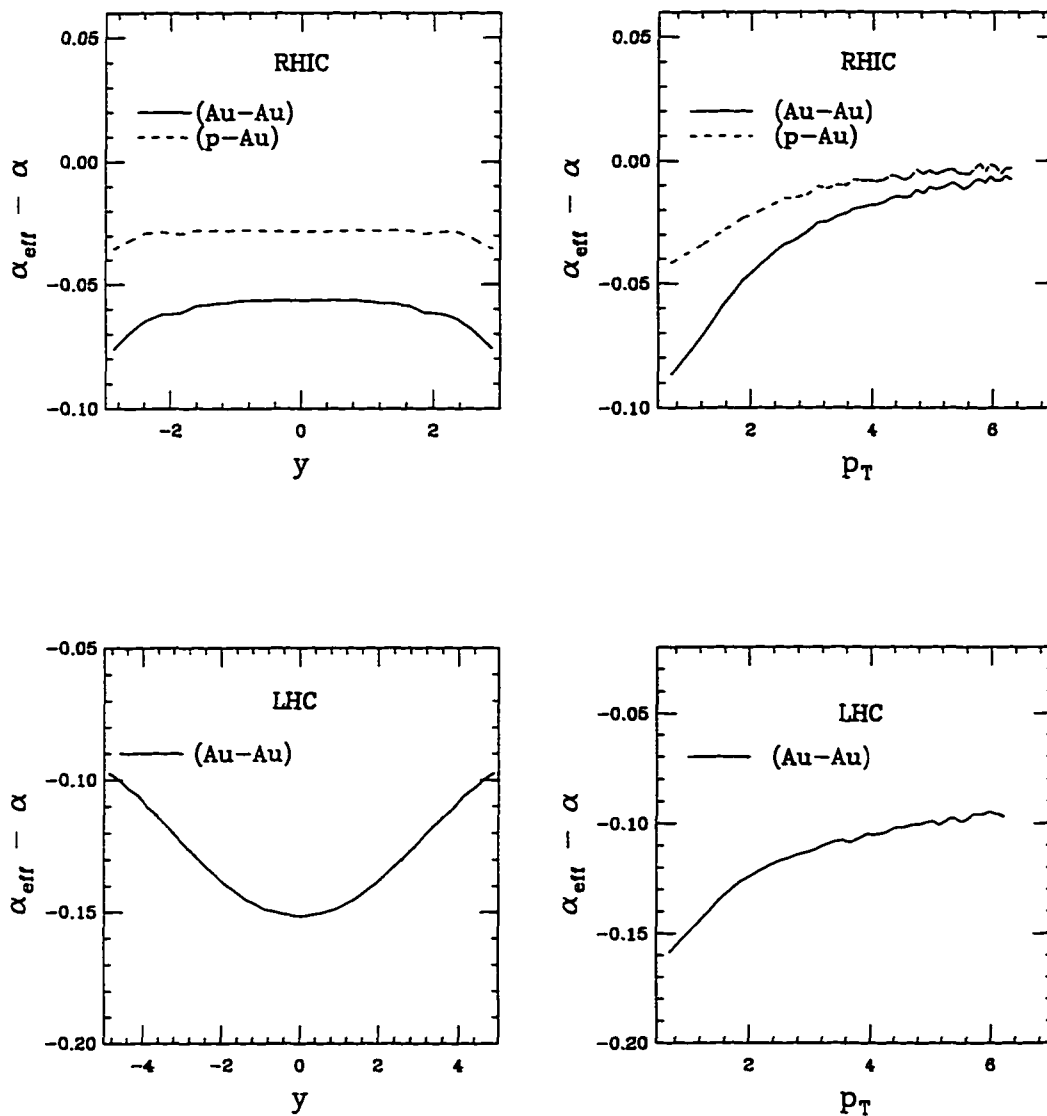 0.05
RHIC
(Au-Au)
(p-Au)
0.00
-0.05
-0.10
α_eff - α
-2 0 2
y
0.05
RHIC
(Au-Au)
(p-Au)
0.00
-0.05
-0.10
α_eff - α
2 4 6
p_T
-0.05
LHC
(Au-Au)
-0.10
-0.15
-0.20
α_eff - α
-4 -2 0 2 4
y
-0.05
LHC
(Au-Au)
-0.10
-0.15
-0.20
α_eff - α
2 4 6
p_T